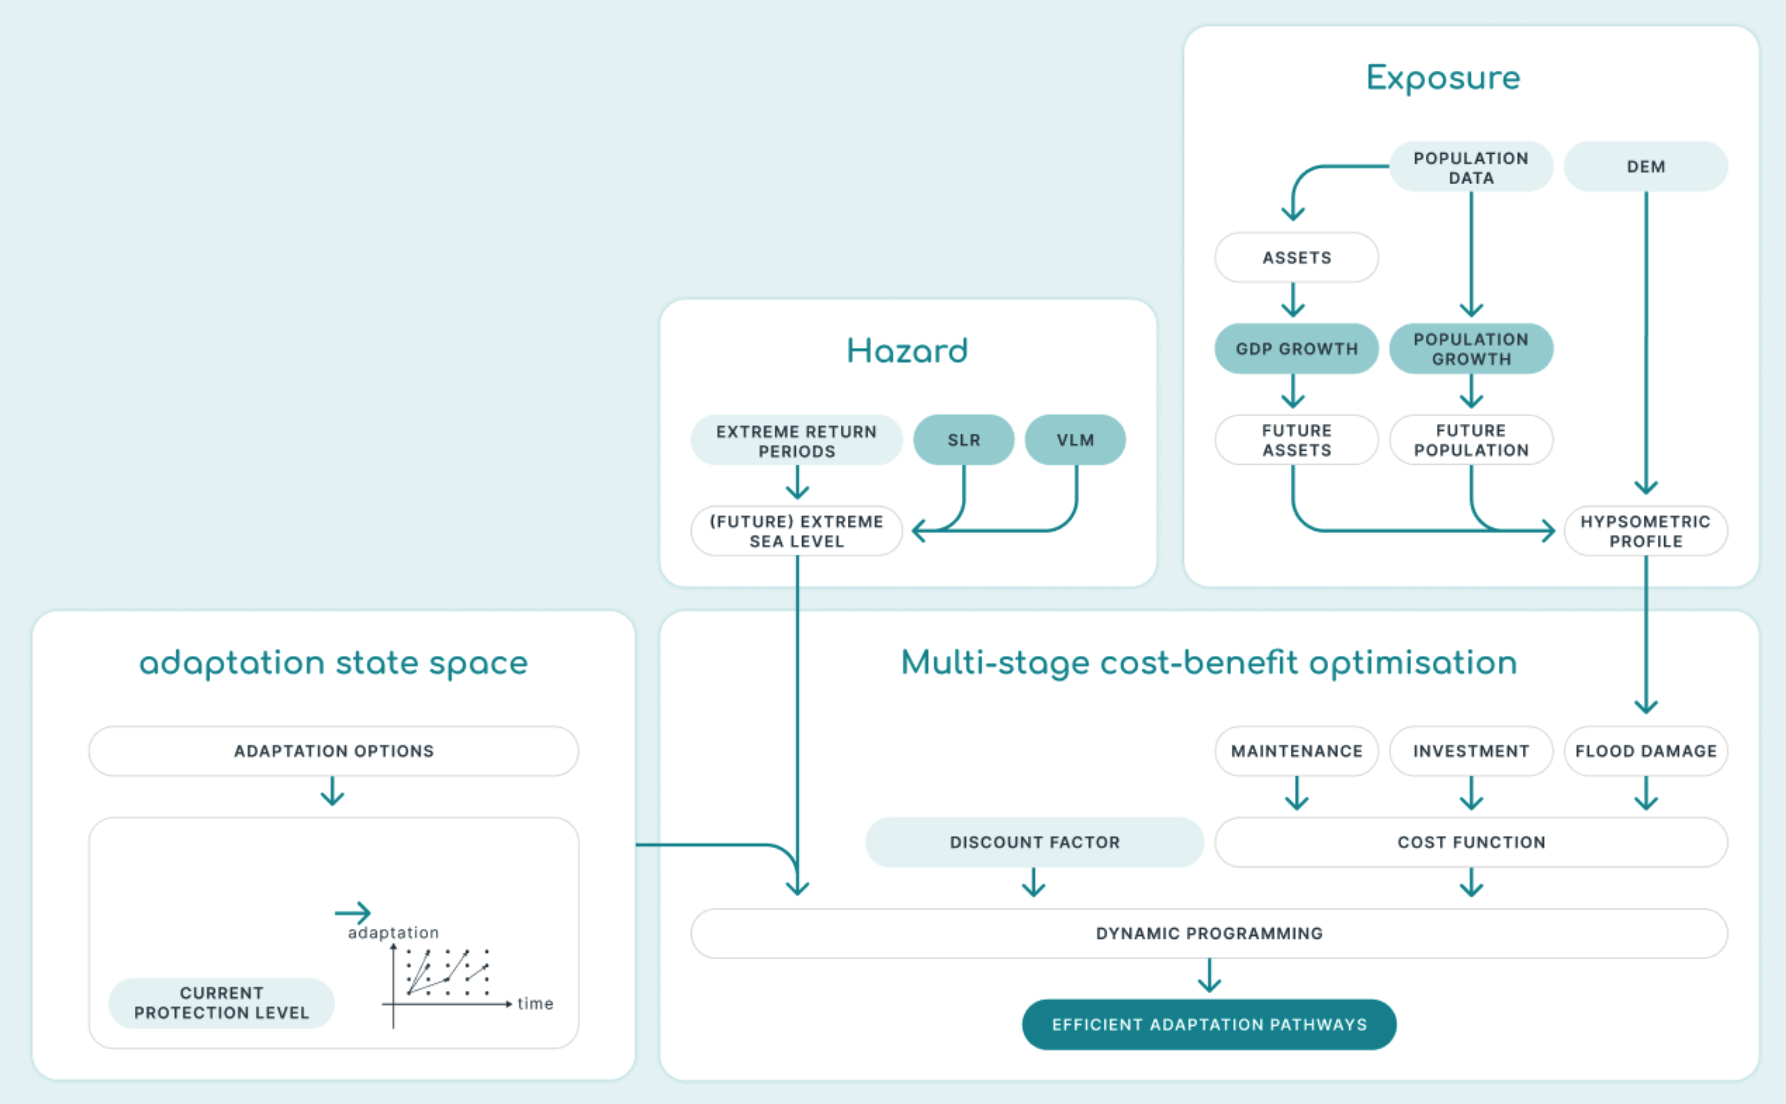 Exposure
POPULATION
DATA
DEM
ASSETS
GDP GROWTH
POPULATION
GROWTH
FUTURE
ASSETS
FUTURE
POPULATION
HYPSOMETRIC
PROFILE
Hazard
EXTREME RETURN
PERIODS
SLR
VLM
(FUTURE) EXTREME
SEA LEVEL
adaptation state space
ADAPTATION OPTIONS
adaptation
time
CURRENT
PROTECTION LEVEL
Multi-stage cost-benefit optimisation
MAINTENANCE
INVESTMENT
FLOOD DAMAGE
DISCOUNT FACTOR
COST FUNCTION
DYNAMIC PROGRAMMING
EFFICIENT ADAPTATION PATHWAYS